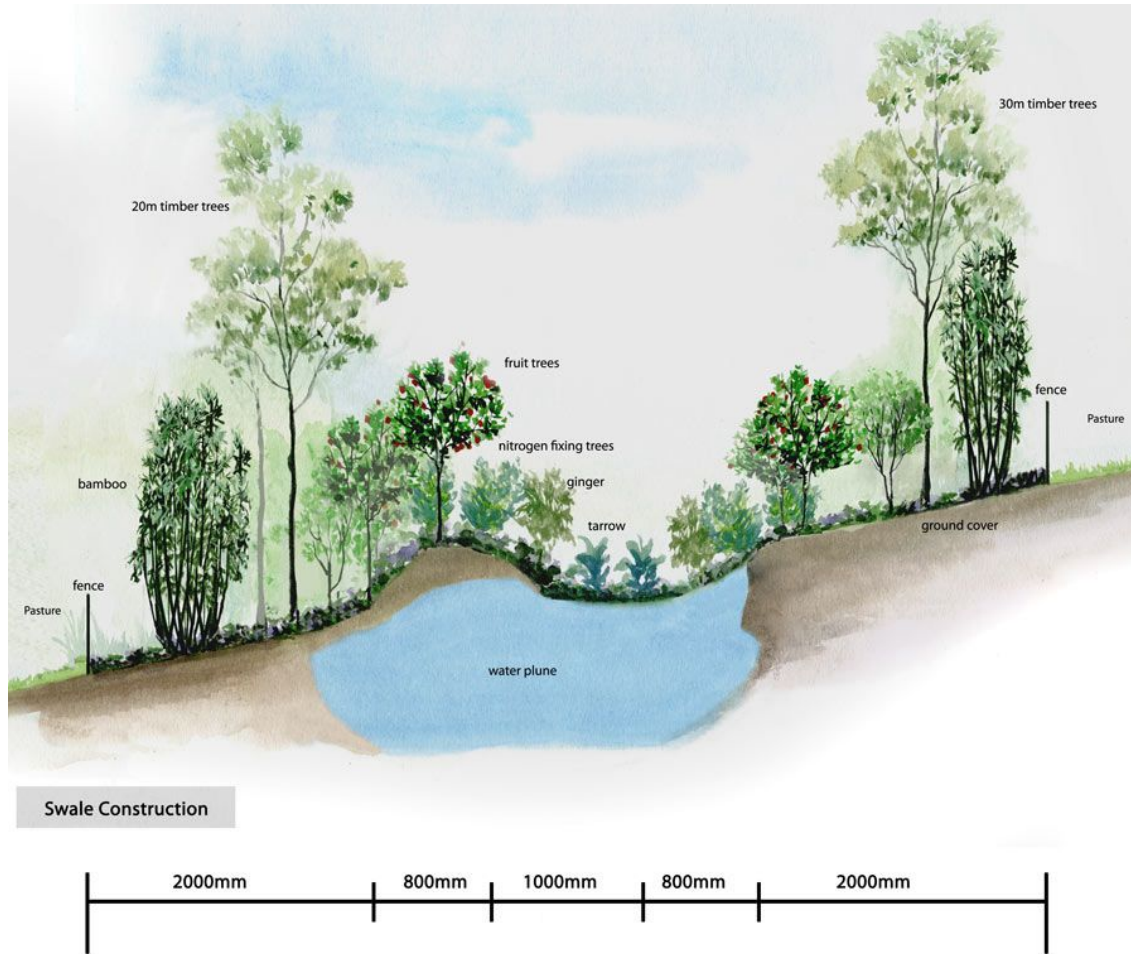 30m timber trees
20m timber trees
fruit trees
fence
Pasture
nitrogen fixing trees
bamboo
ginger
tarrow
ground cover
fence
Pasture
water plune
Swale Construction
2000mm 800mm 1000mm 800mm 2000mm